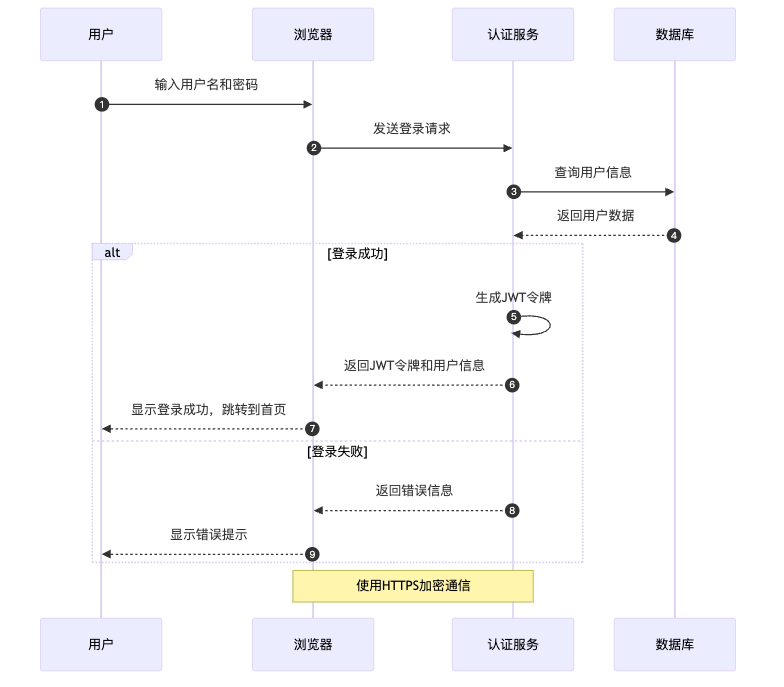 用户
浏览器
认证服务
数据库
输入用户名和密码
1
发送登录请求
2
查询用户信息
3
返回用户数据
4
alt
[登录成功]
生成JWT令牌
5
返回JWT令牌和用户信息
6
显示登录成功，跳转到首页
7
[登录失败]
返回错误信息
8
显示错误提示
9
使用HTTPS加密通信
用户
浏览器
认证服务
数据库